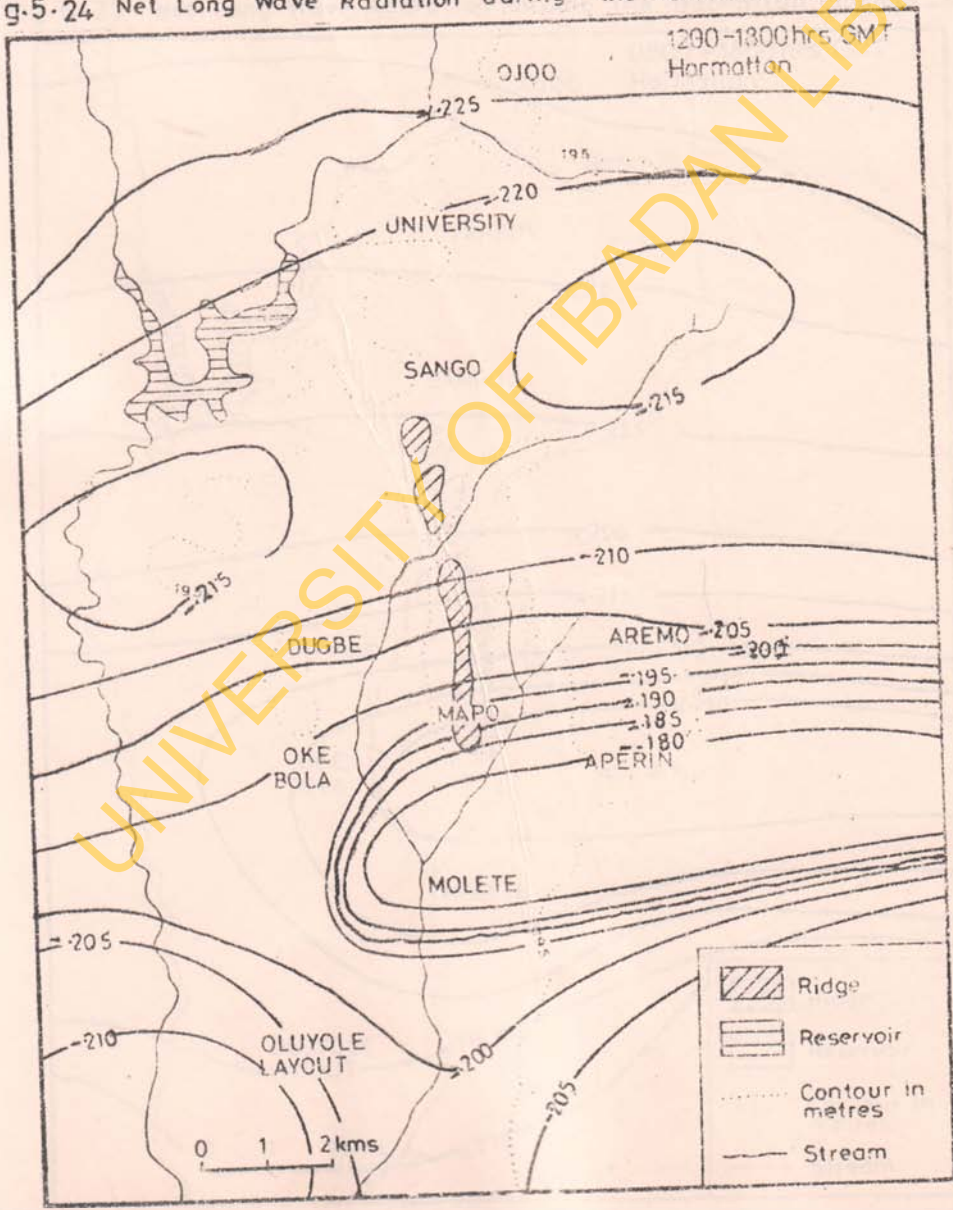 g.5.24 Net Long Wave Radiation during
1200-1800hrs GMT
Harmattan
OJOO
-225
195
-220
UNIVERSITY
SANGO
-215
-210
-215
DUGBE
AREMO -205
-200
-195
-190
MAPO
-185
-180
OKE
BOLA
APERIN
MOLETE
-205
-210
OLUYOLE
LAYOUT
-200
-205
0 1 2 kms
Ridge
Reservoir
Contour in
metres
Stream
UNIVERSITY OF IBADAN LIB